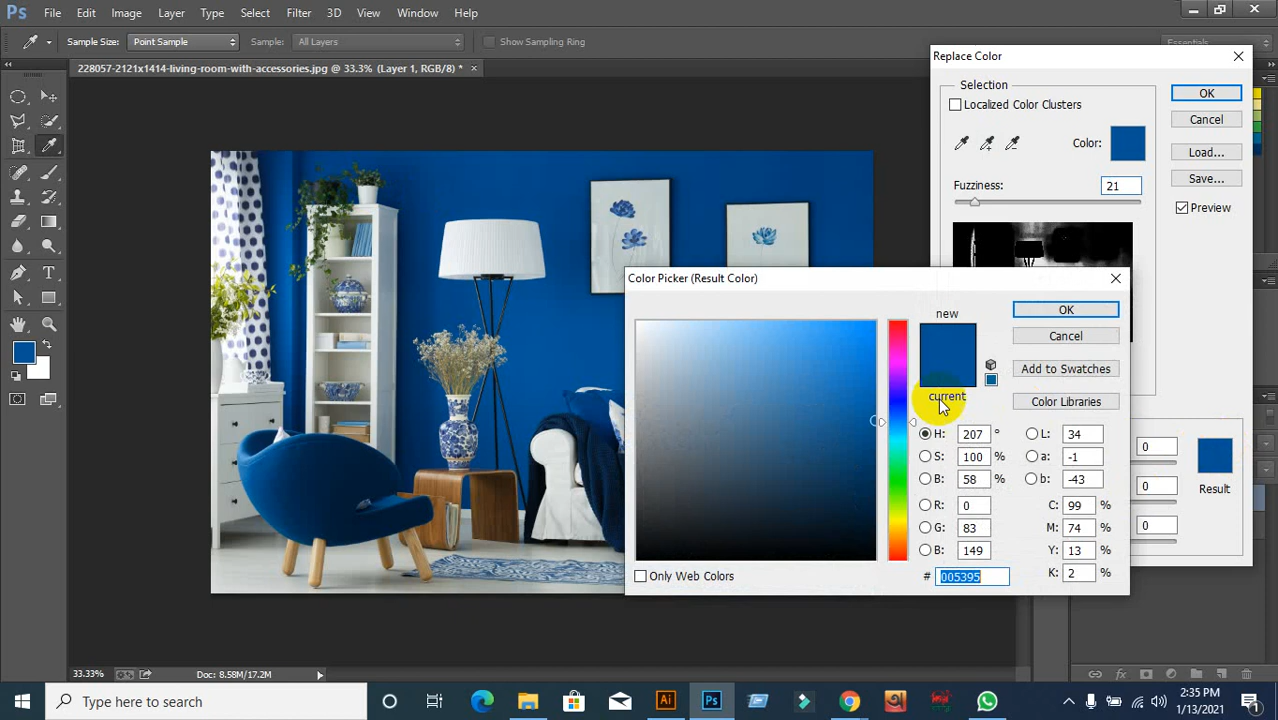 Ps File Edit Image Layer Type Select Filter 3D View Window Help
Sample Size: Point Sample Sample: All Layers Show Sampling Ring Essentials
228057-2121x1414-living-room-with-accessories.jpg @ 33.3% (Layer 1, RGB/8) * ×
Replace Color
Selection
Localized Color Clusters
Color:
Fuzziness: 21
OK
Cancel
Load...
Save...
Preview
Color Picker (Result Color)
new
current
OK
Cancel
Add to Swatches
Color Libraries
H: 207 °
S: 100 %
B: 58 %
R: 0
G: 83
B: 149
L: 34
a: -1
b: -43
C: 99 %
M: 74 %
Y: 13 %
K: 2 %
# 005395
Only Web Colors
0
0
0
Result
33.33% Doc: 8.58M/17.2M
Type here to search
Ai Ps
2:35 PM
1/13/2021
1